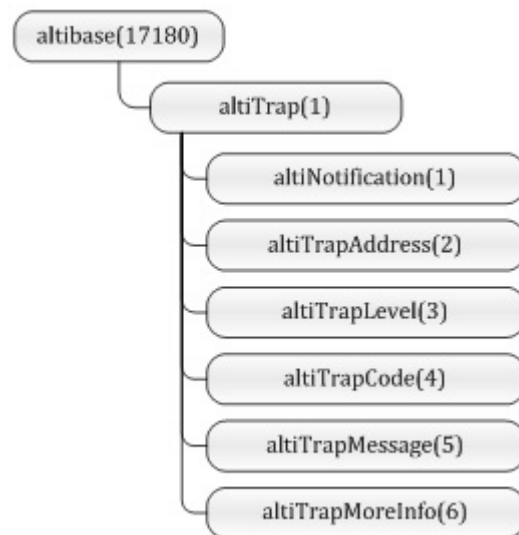 altibase(17180)
altiTrap(1)
altiNotification(1)
altiTrapAddress(2)
altiTrapLevel(3)
altiTrapCode(4)
altiTrapMessage(5)
altiTrapMoreInfo(6)